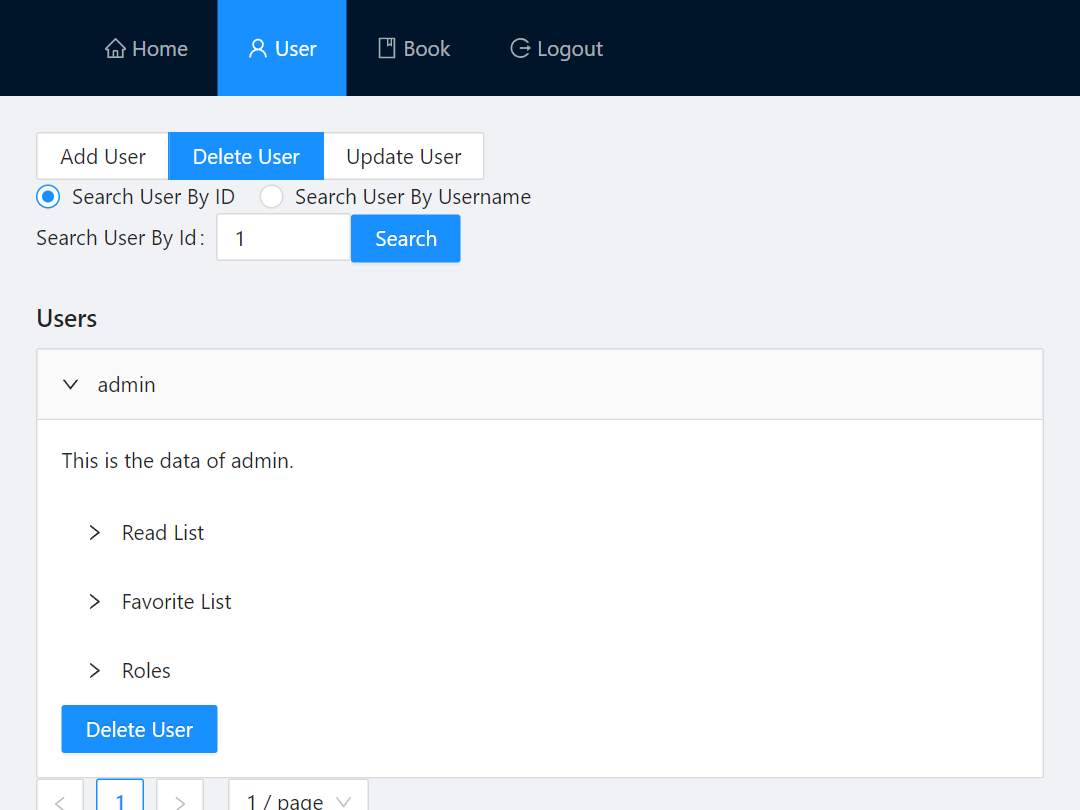 Home User Book Logout
Add User Delete User Update User
Search User By ID Search User By Username
Search User By Id: 1 Search
Users
admin
This is the data of admin.
Read List
Favorite List
Roles
Delete User
1 1 / page